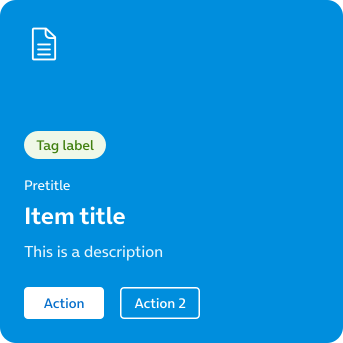 Tag label
Pretitle
Item title
This is a description
Action
Action 2